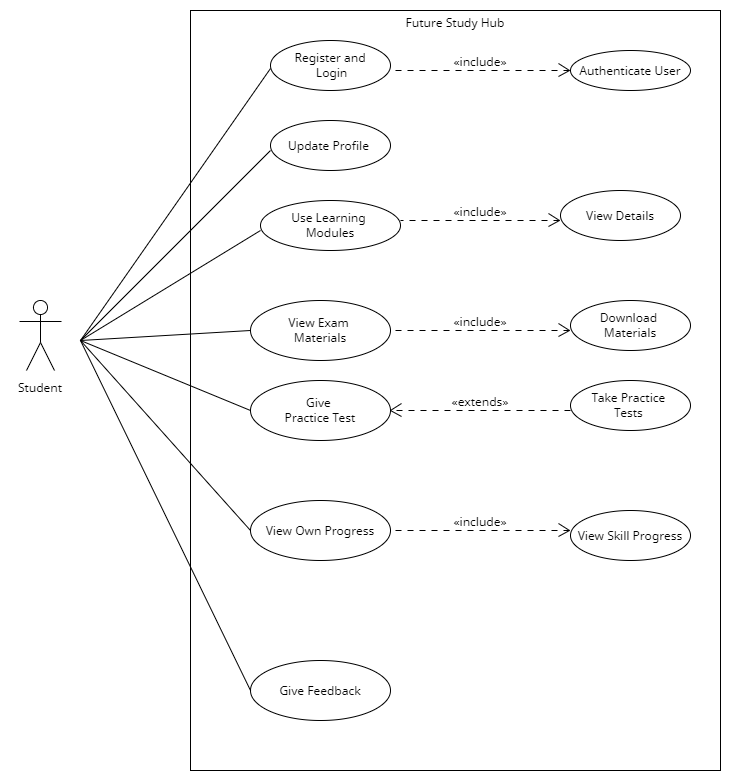 Future Study Hub
Register and
Login
«include»
Authenticate User
Update Profile
Use Learning
Modules
«include»
View Details
View Exam
Materials
«include»
Download
Materials
Student
Give
Practice Test
«extends»
Take Practice
Tests
View Own Progress
«include»
View Skill Progress
Give Feedback